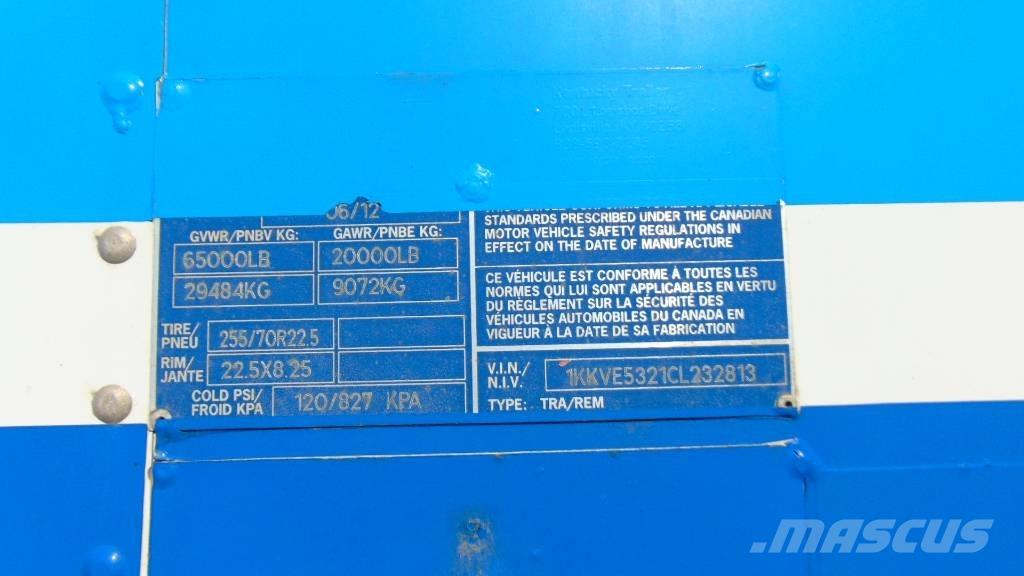 Kentucky Trailer
06/12
GVWR/PNBV KG:
GAWR/PNBE KG:
65000LB
20000LB
29484KG
9072KG
TIRE/
PNEU
255/70R22.5
RIM/
JANTE
22.5X8.25
COLD PSI/
FROID KPA
120/827 KPA
STANDARDS PRESCRIBED UNDER THE CANADIAN
MOTOR VEHICLE SAFETY REGULATIONS IN
EFFECT ON THE DATE OF MANUFACTURE
CE VÉHICULE EST CONFORME À TOUTES LES
NORMES QUI LUI SONT APPLICABLES EN VERTU
DU RÈGLEMENT SUR LA SÉCURITÉ DES
VÉHICULES AUTOMOBILES DU CANADA EN
VIGUEUR À LA DATE DE SA FABRICATION
V.I.N./
N.I.V.
1KKVE5321CL232813
TYPE: TRA/REM
MASCUS